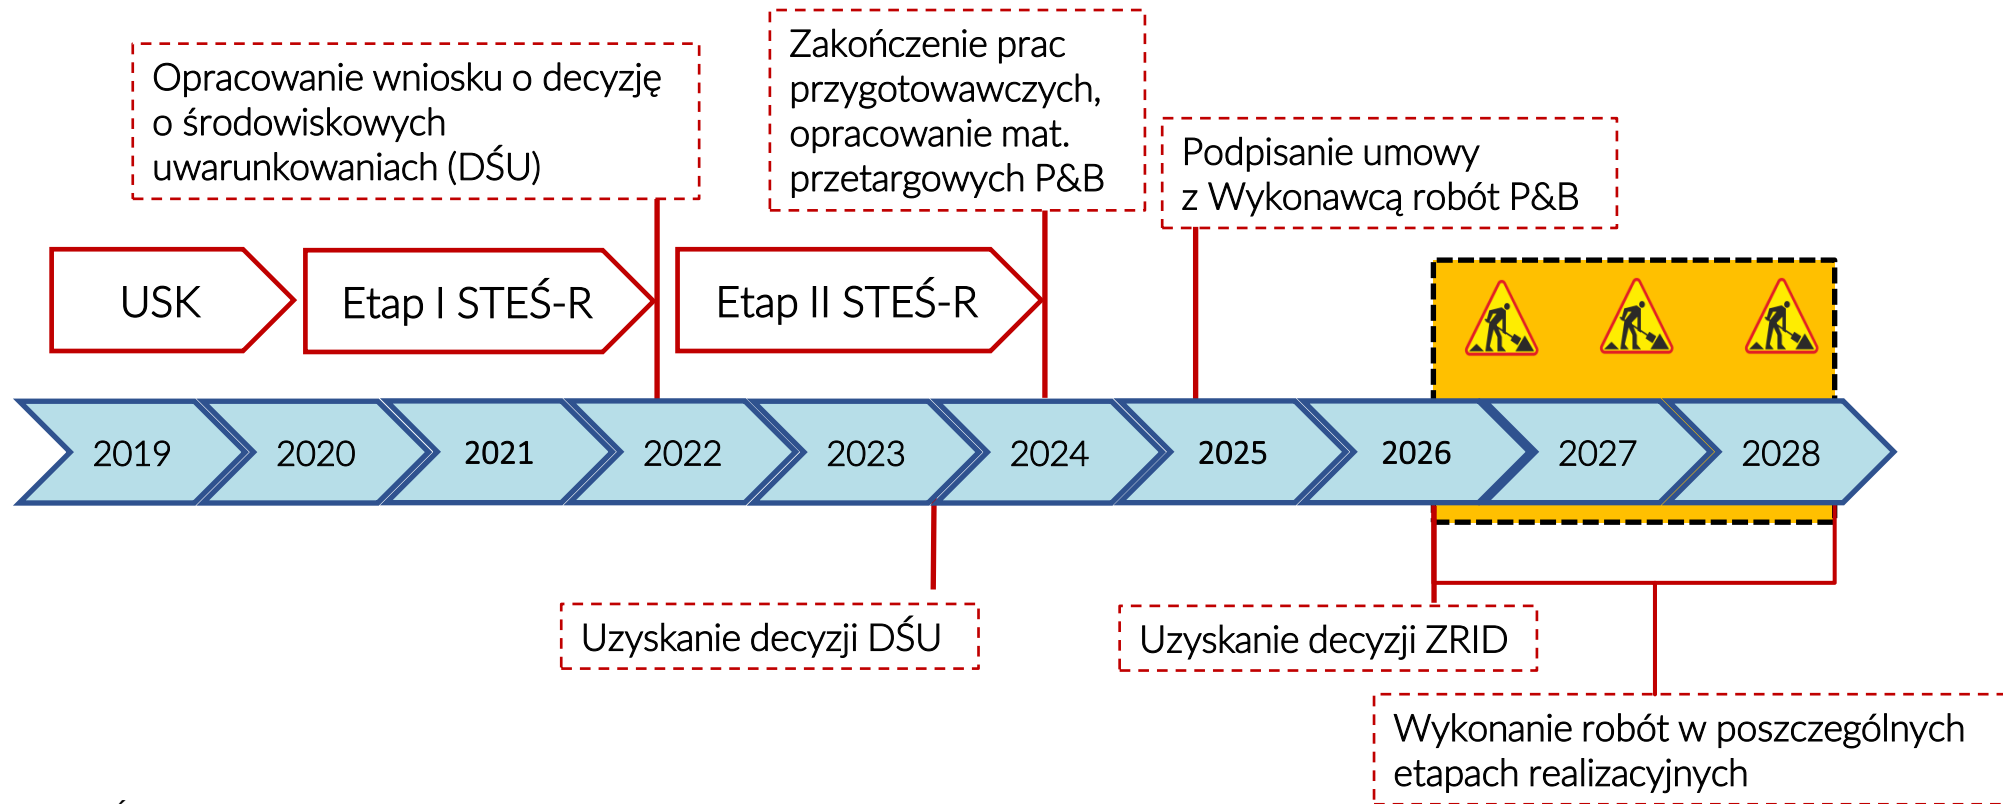 Opracowanie wniosku o decyzję
o środowiskowych
uwarunkowaniach (DŚU)
Zakończenie prac
przygotowawczych,
opracowanie mat.
przetargowych P&B
Podpisanie umowy
z Wykonawcą robót P&B
USK
Etap I STEŚ-R
Etap II STEŚ-R
2019
2020
2021
2022
2023
2024
2025
2026
2027
2028
Uzyskanie decyzji DŚU
Uzyskanie decyzji ZRID
Wykonanie robót w poszczególnych
etapach realizacyjnych